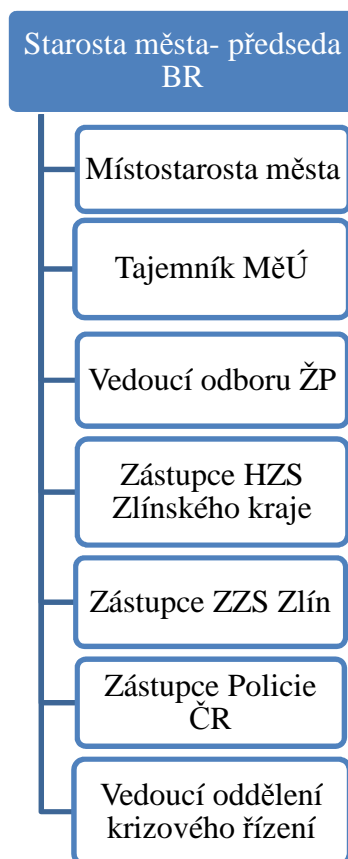 Starosta města- předseda
BR
Místostarosta města
Tajemník MěÚ
Vedoucí odboru ŽP
Zástupce HZS
Zlínského kraje
Zástupce ZZS Zlín
Zástupce Policie
ČR
Vedoucí oddělení
krizového řízení